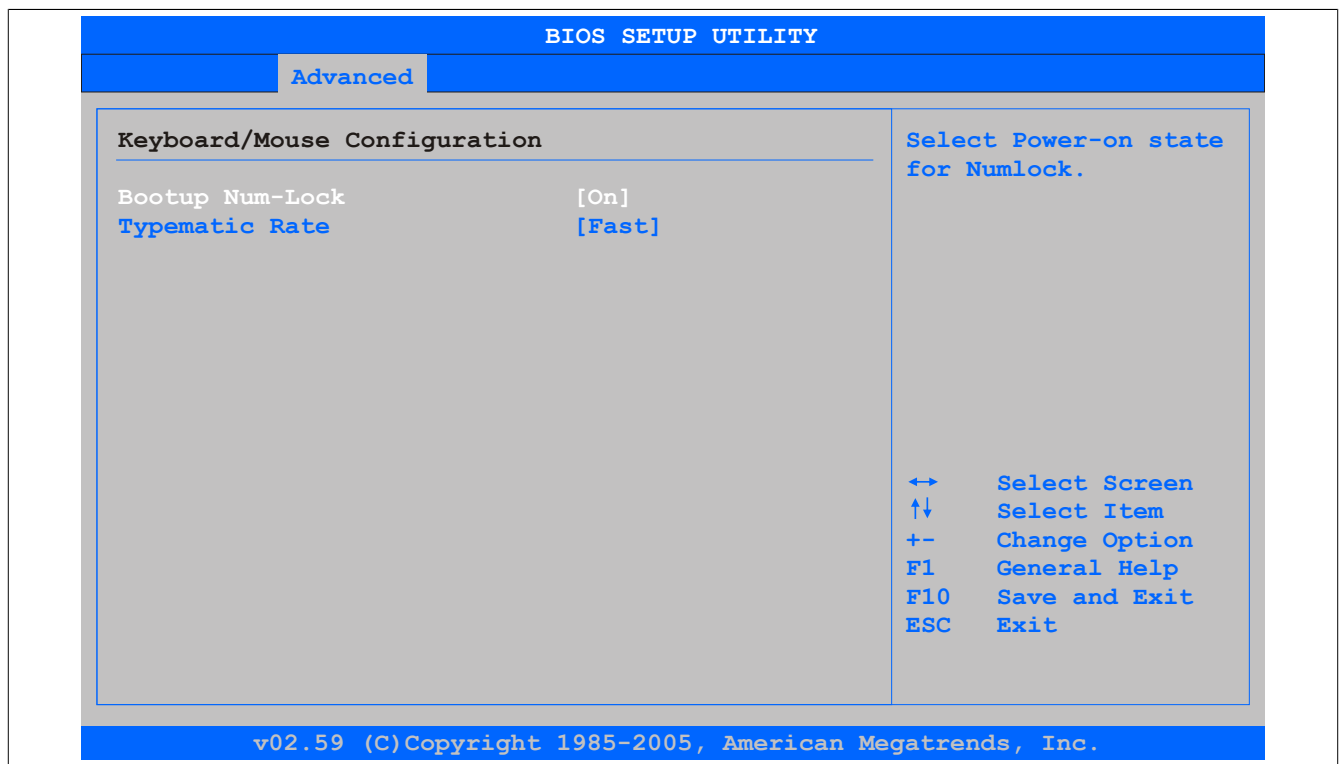 BIOS SETUP UTILITY
Advanced
Keyboard/Mouse Configuration
Bootup Num-Lock [On]
Typematic Rate [Fast]
Select Power-on state
for Numlock.
↔ Select Screen
↑↓ Select Item
+- Change Option
F1 General Help
F10 Save and Exit
ESC Exit
v02.59 (C)Copyright 1985-2005, American Megatrends, Inc.